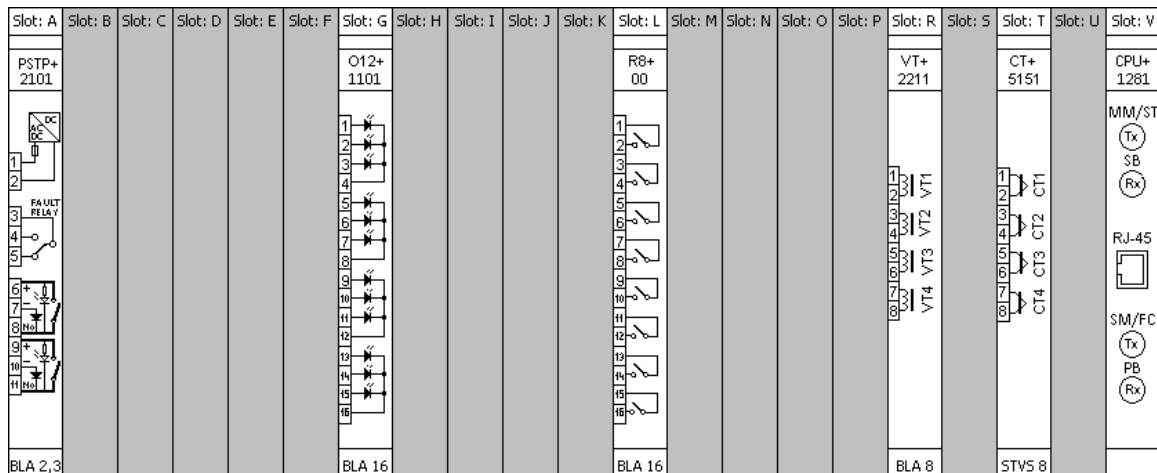 Slot: A Slot: B Slot: C Slot: D Slot: E Slot: F Slot: G Slot: H Slot: I Slot: J Slot: K Slot: L Slot: M Slot: N Slot: O Slot: P Slot: R Slot: S Slot: T Slot: U Slot: V
PSTP+
2101
AC
DC
DC
1
2
FAULT
RELAY
3
4
5
6
+
7
-
8
No
9
+
10
-
11
No
BLA 2,3
O12+
1101
1
2
3
4
5
6
7
8
9
10
11
12
13
14
15
16
BLA 16
R8+
00
1
2
3
4
5
6
7
8
9
10
11
12
13
14
15
16
BLA 16
VT+
2211
1
2
VT1
3
4
VT2
5
6
VT3
7
8
VT4
BLA 8
CT+
5151
1
2
CT1
3
4
CT2
5
6
CT3
7
8
CT4
STVS 8
CPU+
1281
MM/ST
Tx
SB
Rx
RJ-45
SM/FC
Tx
PB
Rx